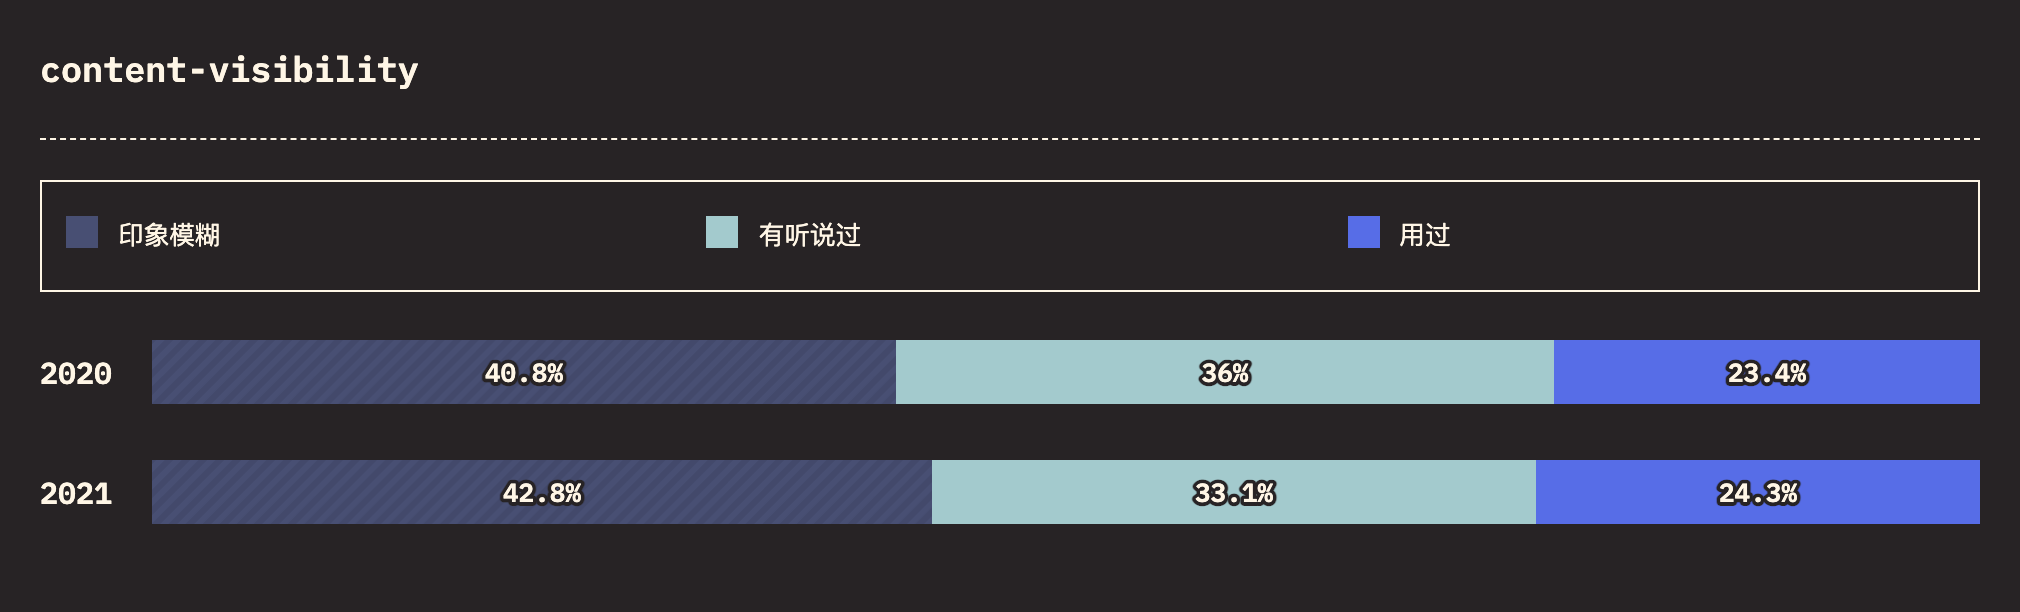 content-visibility
印象模糊 有听说过 用过
2020 40.8% 36% 23.4%
2021 42.8% 33.1% 24.3%